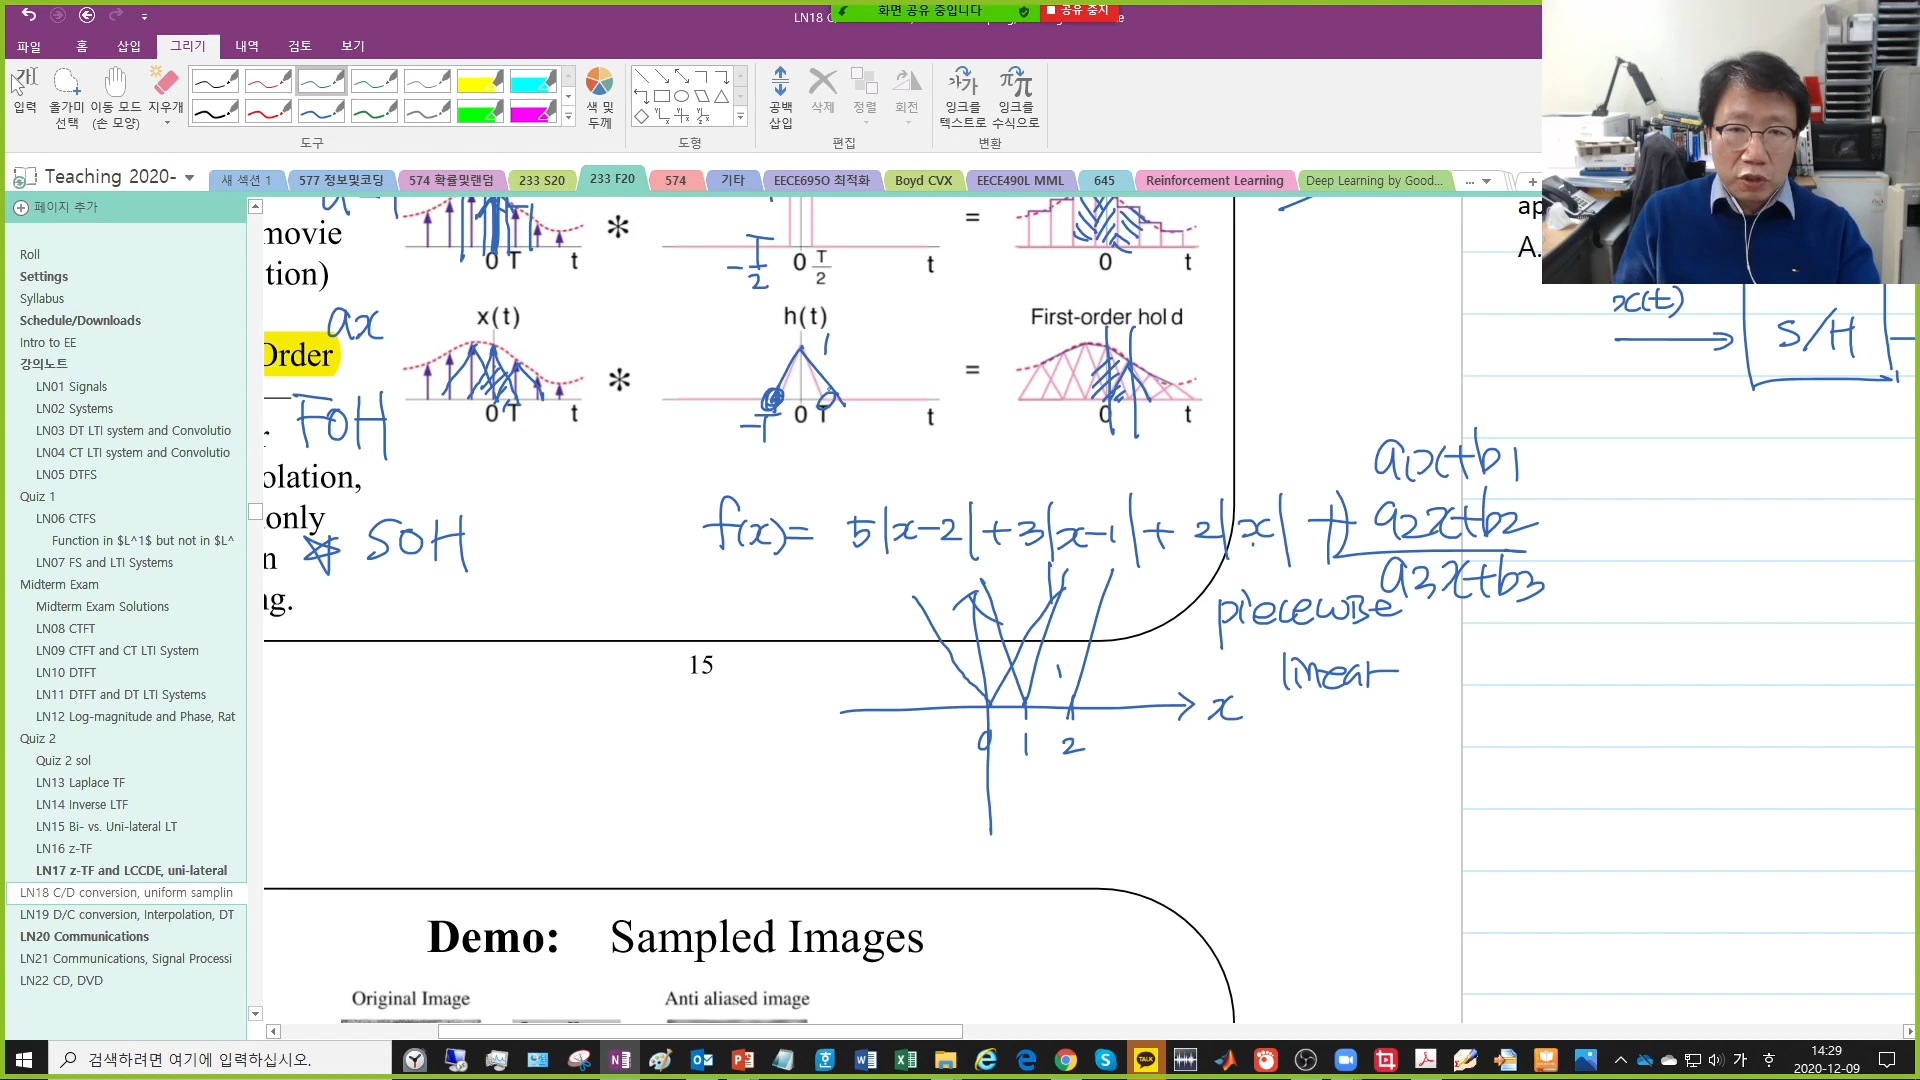 화면 공유 중입니다
공유 중지
LN18 C
파일 홈 삽입 그리기 내역 검토 보기
입력
올가미
선택
이동 모드
(손 모양)
지우개
색 및
두께
공백
삽입
삭제
정렬
회전
잉크를
텍스트로
잉크를
수식으로
도구
도형
편집
변환
Teaching 2020-
새 섹션 1
577 정보및코딩
574 확률및랜덤
233 S20
233 F20
574
기타
EECE695O 최적화
Boyd CVX
EECE490L MML
645
Reinforcement Learning
Deep Learning by Good...
페이지 추가
Roll
Settings
Syllabus
Schedule/Downloads
Intro to EE
강의노트
LN01 Signals
LN02 Systems
LN03 DT LTI system and Convolutio
LN04 CT LTI system and Convolutio
LN05 DTFS
Quiz 1
LN06 CTFS
Function in $L^1$ but not in $L^
LN07 FS and LTI Systems
Midterm Exam
Midterm Exam Solutions
LN08 CTFT
LN09 CTFT and CT LTI System
LN10 DTFT
LN11 DTFT and DT LTI Systems
LN12 Log-magnitude and Phase, Rat
Quiz 2
Quiz 2 sol
LN13 Laplace TF
LN14 Inverse LTF
LN15 Bi- vs. Uni-lateral LT
LN16 z-TF
LN17 z-TF and LCCDE, uni-lateral
LN18 C/D conversion, uniform samplin
LN19 D/C conversion, Interpolation, DT
LN20 Communications
LN21 Communications, Signal Processi
LN22 CD, DVD
movie
tion)
0 T t
*
-T/2 0 T/2 t
=
0 t
ap
A.
x(t)
S/H
ax
x(t)
h(t)
First-order hold
Order
1
*
=
FOH
0 T t
-T 0 T t
0 t
olation,
only
n
ng.
SOH
f(x)= 5|x-2|+3|x-1|+2|x|+
a1x+b1
a2x+b2
a3x+b3
piecewise
linear
x
0 1 2
15
Demo: Sampled Images
Original Image
Anti aliased image
검색하려면 여기에 입력하십시오.
가
14:29
2020-12-09